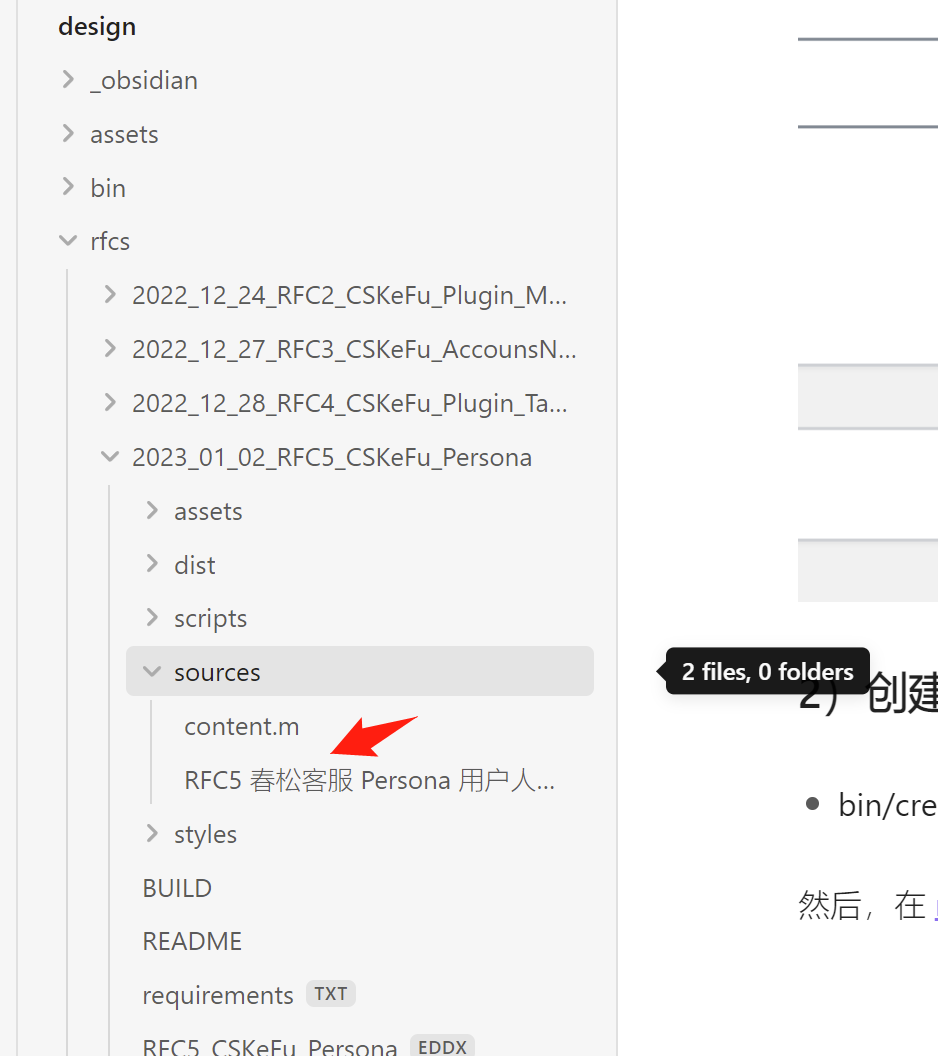 design
_obsidian
assets
bin
rfcs
2022_12_24_RFC2_CSKeFu_Plugin_M...
2022_12_27_RFC3_CSKeFu_AccounsN...
2022_12_28_RFC4_CSKeFu_Plugin_Ta...
2023_01_02_RFC5_CSKeFu_Persona
assets
dist
scripts
sources
content.m
RFC5 春松客服 Persona 用户人...
styles
BUILD
README
requirements TXT
RFC5_CSKeFu_Persona EDDX
2 files, 0 folders
2）创建
bin/cre
然后，在